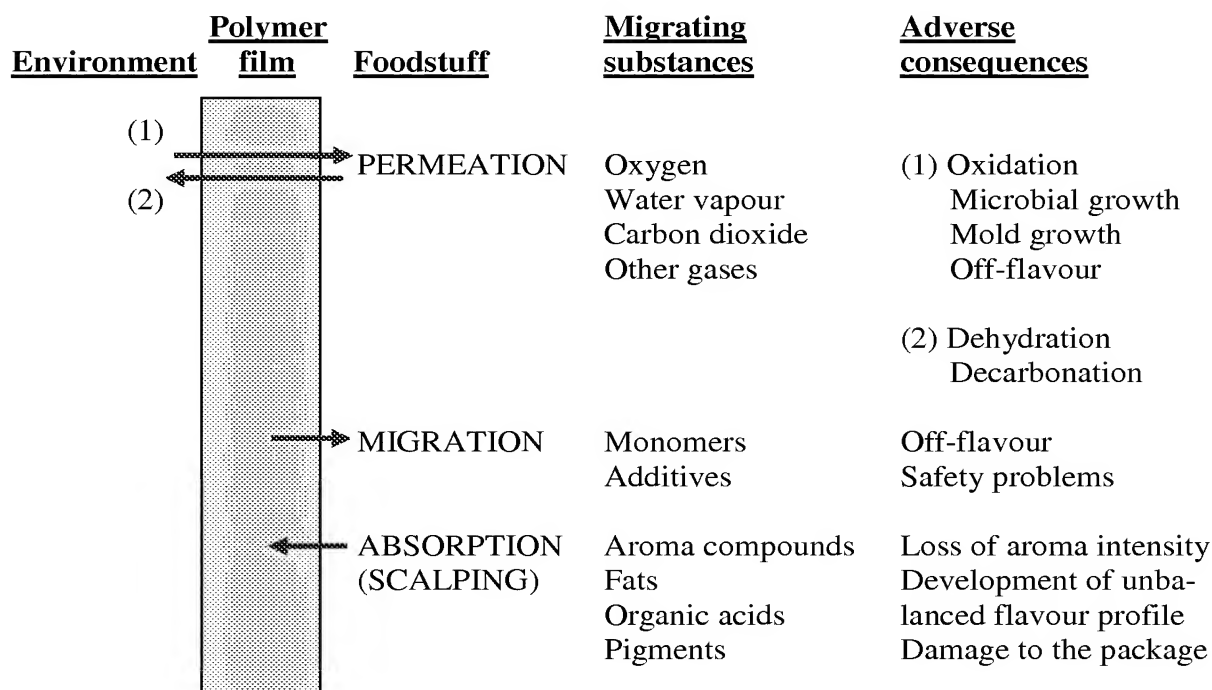 Polymer Migrating Adverse
Environment film Foodstuff substances consequences
(1)
PERMEATION Oxygen (1) Oxidation
(2) Water vapour Microbial growth
Carbon dioxide Mold growth
Other gases Off-flavour
(2) Dehydration
Decarbonation
MIGRATION Monomers Off-flavour
Additives Safety problems
ABSORPTION Aroma compounds Loss of aroma intensity
(SCALPING) Fats Development of unba-
Organic acids lanced flavour profile
Pigments Damage to the package